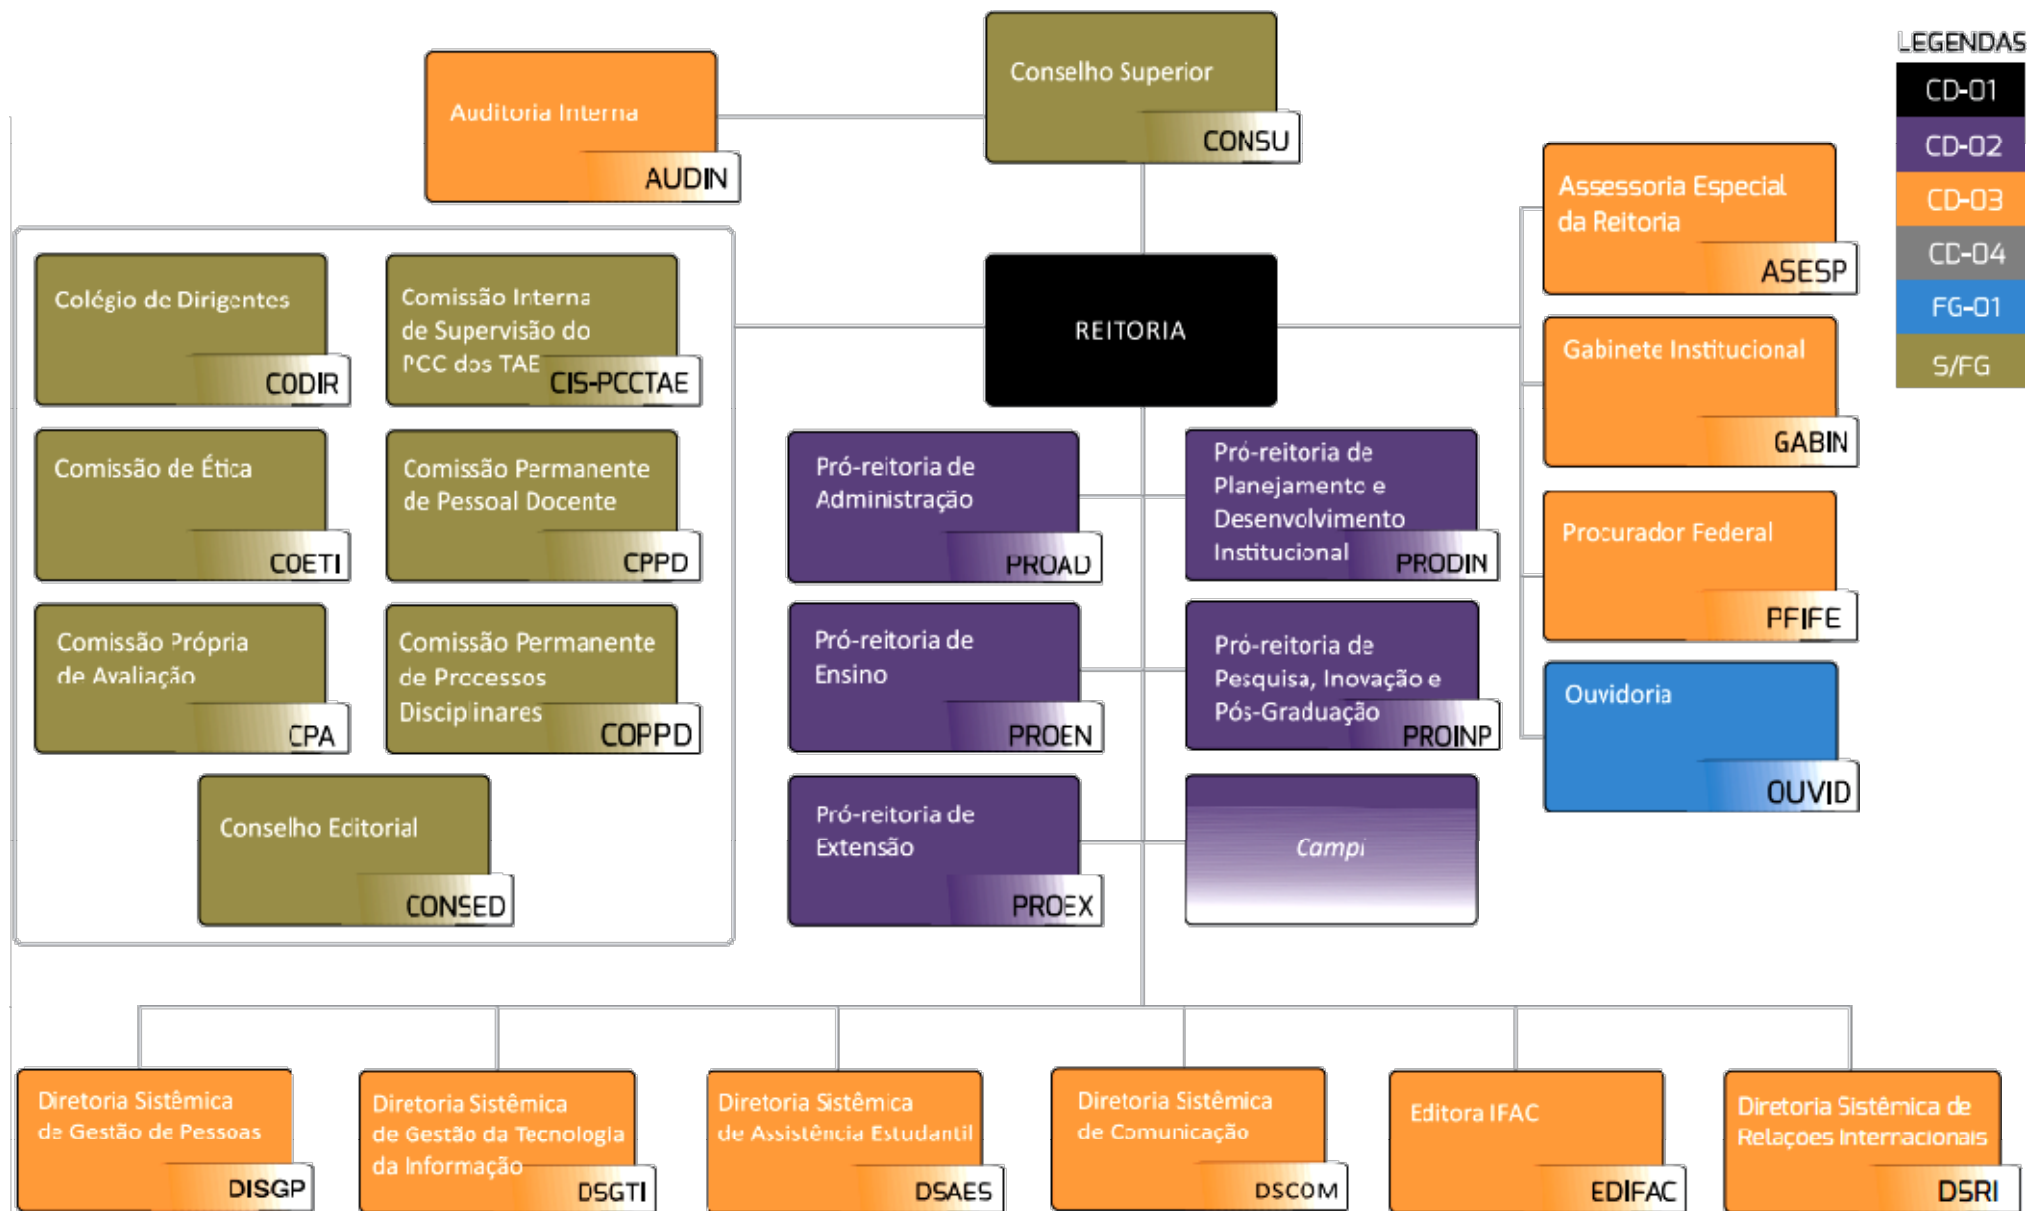 LEGENDAS
CD-01
CD-02
CD-03
CD-04
FG-01
S/FG
Conselho Superior
CONSU
Auditoria Interna
AUDIN
REITORIA
Assessoria Especial
da Reitoria
ASESP
Gabinete Institucional
GABIN
Procurador Federal
PFIFE
Ouvidoria
OUVID
Colégio de Dirigentes
CODIR
Comissão Interna
de Supervisão do
PCC dos TAE
CIS-PCCTAE
Comissão de Ética
COETI
Comissão Permanente
de Pessoal Docente
CPPD
Comissão Própria
de Avaliação
CPA
Comissão Permanente
de Processos
Disciplinares
COPPD
Conselho Editorial
CONSED
Pró-reitoria de
Administração
PROAD
Pró-reitoria de
Planejamento e
Desenvolvimento
Institucional
PRODIN
Pró-reitoria de
Ensino
PROEN
Pró-reitoria de
Pesquisa, Inovação e
Pós-Graduação
PROINP
Pró-reitoria de
Extensão
PROEX
Campi
Diretoria Sistêmica
de Gestão de Pessoas
DISGP
Diretoria Sistêmica
de Gestão da Tecnologia
da Informação
DSGTI
Diretoria Sistêmica
de Assistência Estudantil
DSAES
Diretoria Sistêmica
de Comunicação
DSCOM
Editora IFAC
EDIFAC
Diretoria Sistêmica de
Relações Internacionais
DSRI